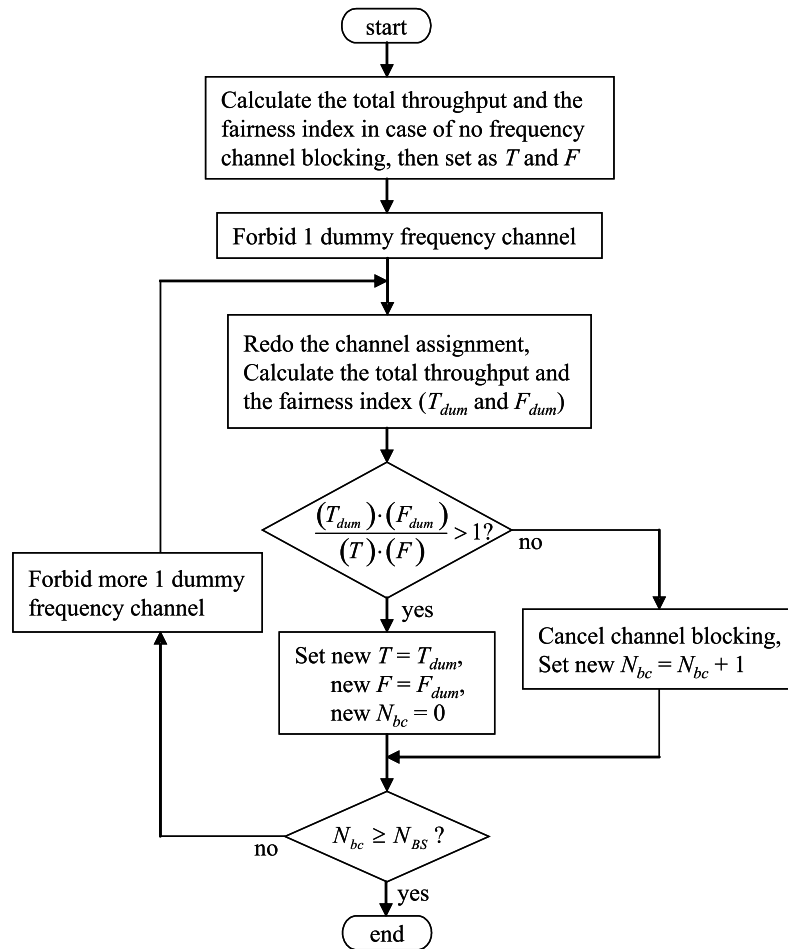 start
Calculate the total throughput and the
fairness index in case of no frequency
channel blocking, then set as T and F
Forbid 1 dummy frequency channel
Redo the channel assignment,
Calculate the total throughput and
the fairness index (T_dum and F_dum)
(T_dum)·(F_dum) / (T)·(F) > 1?
no
yes
Forbid more 1 dummy
frequency channel
Set new T = T_dum,
new F = F_dum,
new N_bc = 0
Cancel channel blocking,
Set new N_bc = N_bc + 1
N_bc ≥ N_BS ?
no
yes
end